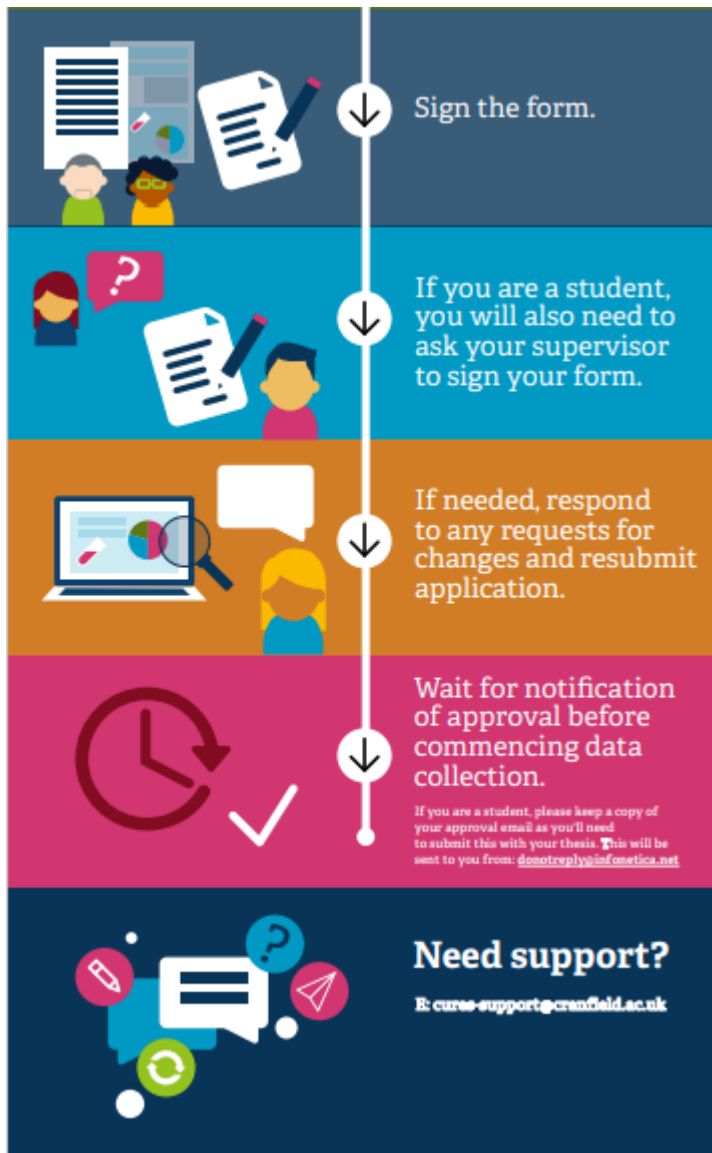 Sign the form.
?
If you are a student,
you will also need to
ask your supervisor
to sign your form.
If needed, respond
to any requests for
changes and resubmit
application.
Wait for notification
of approval before
commencing data
collection.
If you are a student, please keep a copy of
your approval email as you'll need
to submit this with your thesis. This will be
sent to you from: donotreply@infonetica.net
?
Need support?
E: cures-support@cranfield.ac.uk